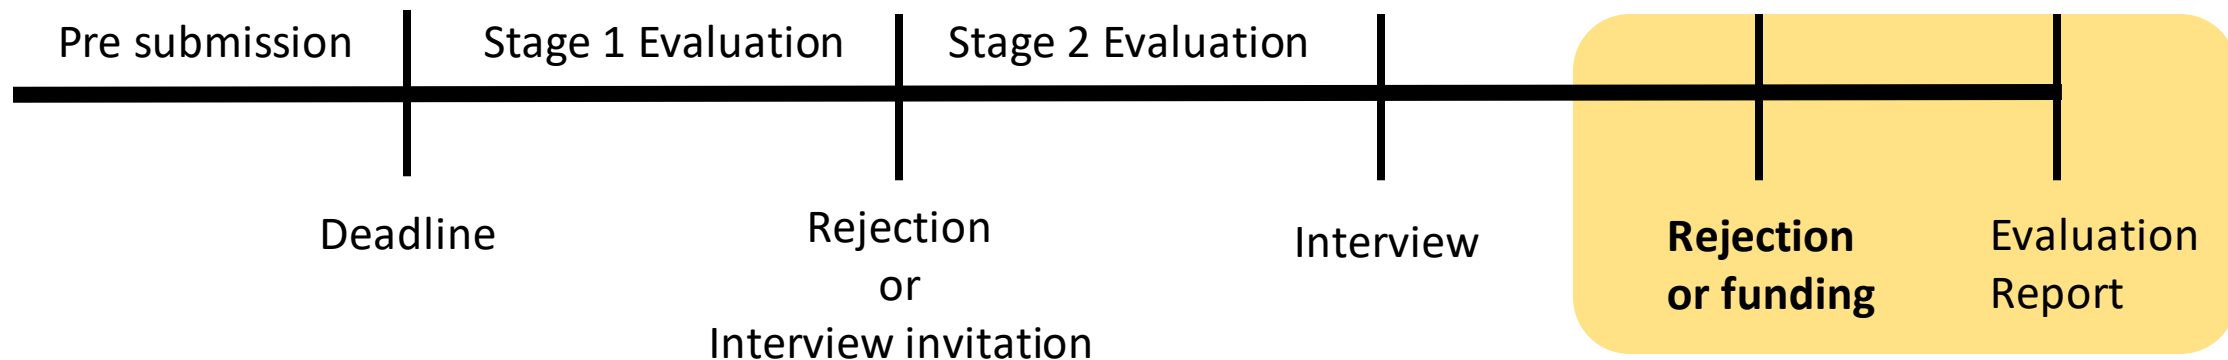 Pre submission
Stage 1 Evaluation
Stage 2 Evaluation
Deadline
Rejection
or
Interview invitation
Interview
Rejection
or funding
Evaluation
Report